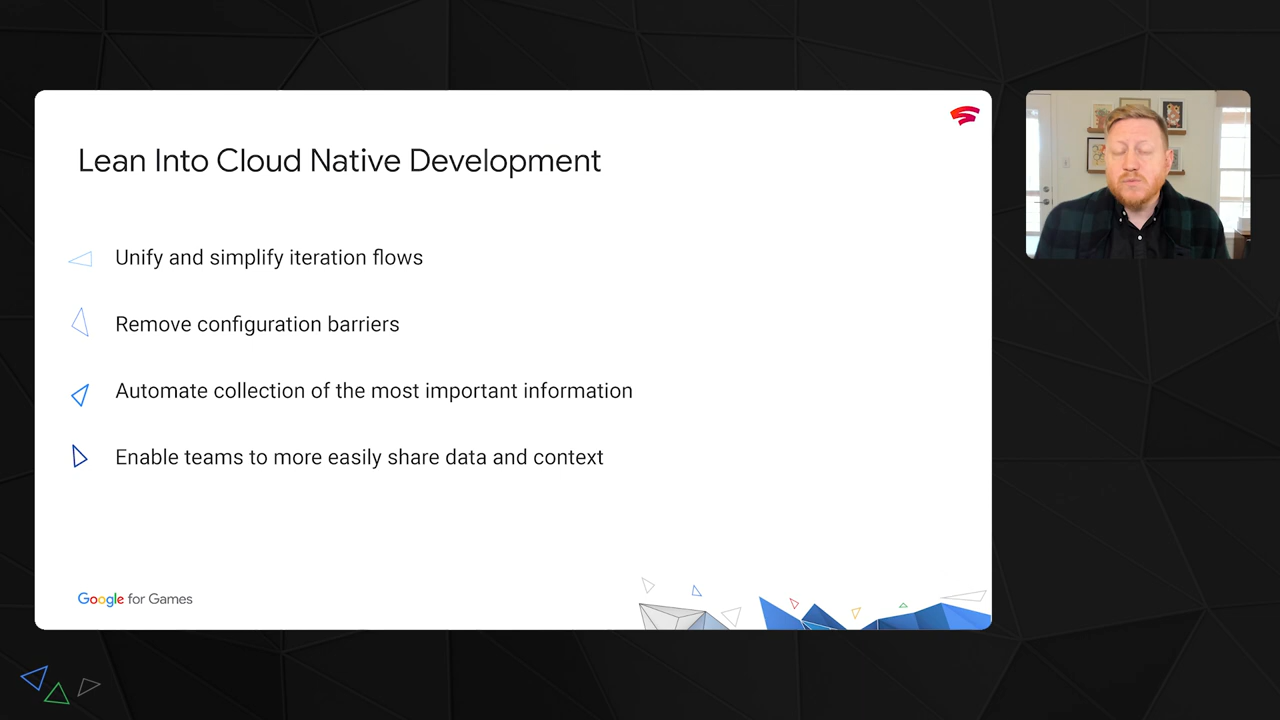 Lean Into Cloud Native Development
Unify and simplify iteration flows
Remove configuration barriers
Automate collection of the most important information
Enable teams to more easily share data and context
Google for Games